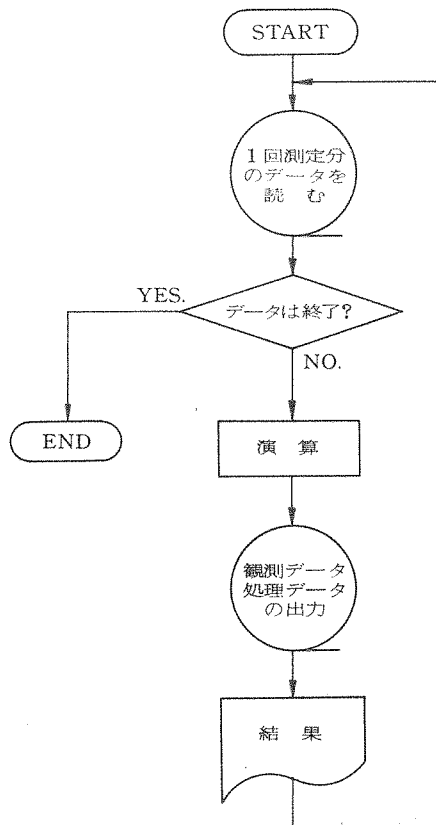 START
1回測定分
のデータを
読む
データは終了?
YES.
NO.
END
演算
観測データ
処理データ
の出力
結果